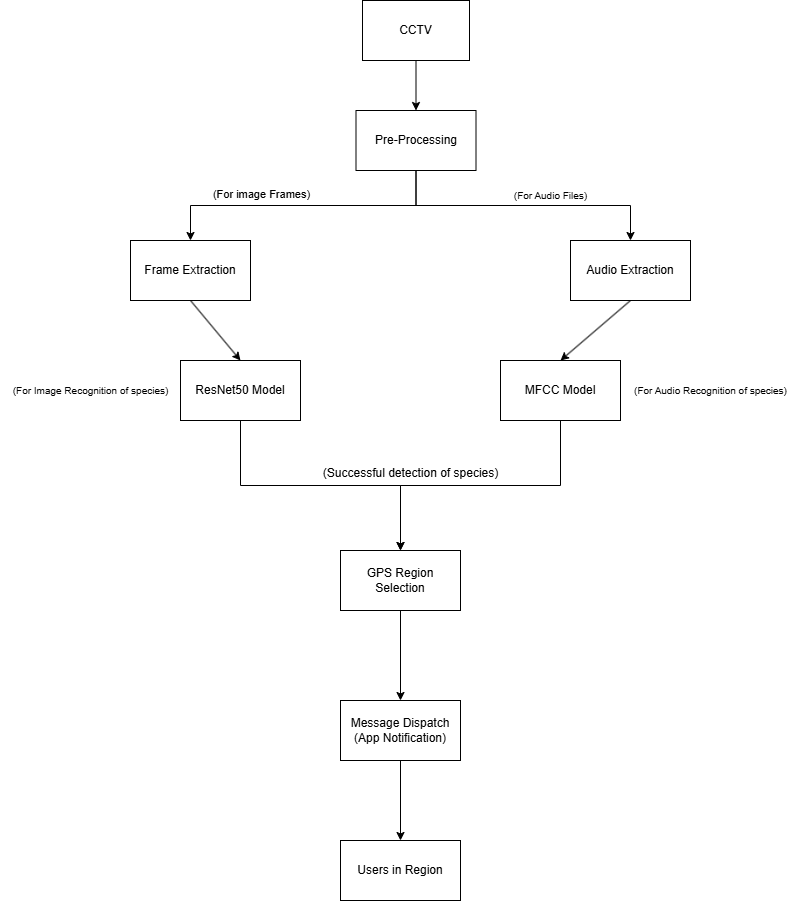 CCTV
Pre-Processing
(For image Frames)
(For Audio Files)
Frame Extraction
Audio Extraction
(For Image Recognition of species)
ResNet50 Model
MFCC Model
(For Audio Recognition of species)
(Successful detection of species)
GPS Region
Selection
Message Dispatch
(App Notification)
Users in Region